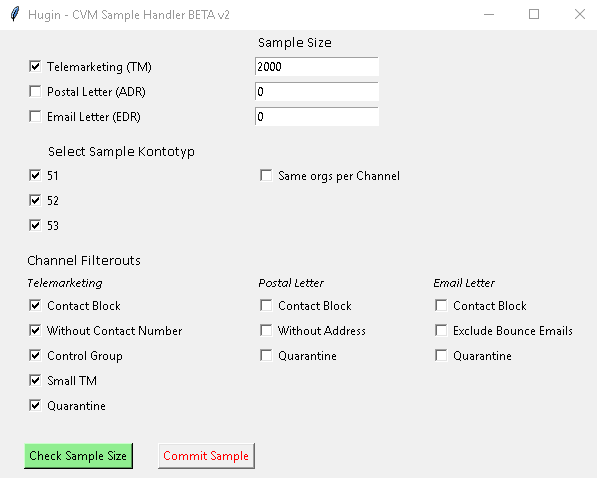 Hugin - CVM Sample Handler BETA v2
Sample Size
Telemarketing (TM) 2000
Postal Letter (ADR) 0
Email Letter (EDR) 0
Select Sample Kontotyp
51 Same orgs per Channel
52
53
Channel Filterouts
Telemarketing Postal Letter Email Letter
Contact Block Contact Block Contact Block
Without Contact Number Without Address Exclude Bounce Emails
Control Group Quarantine Quarantine
Small TM
Quarantine
Check Sample Size Commit Sample